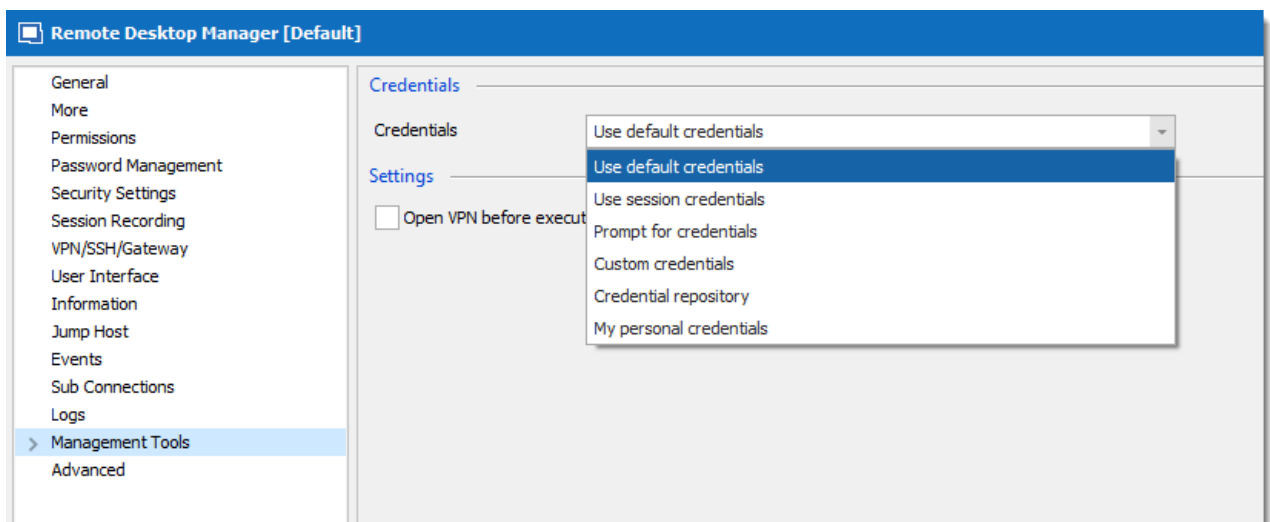 Remote Desktop Manager [Default]
General
More
Permissions
Password Management
Security Settings
Session Recording
VPN/SSH/Gateway
User Interface
Information
Jump Host
Events
Sub Connections
Logs
Management Tools
Advanced
Credentials
Credentials Use default credentials
Use default credentials
Use session credentials
Prompt for credentials
Custom credentials
Credential repository
My personal credentials
Settings
Open VPN before execut